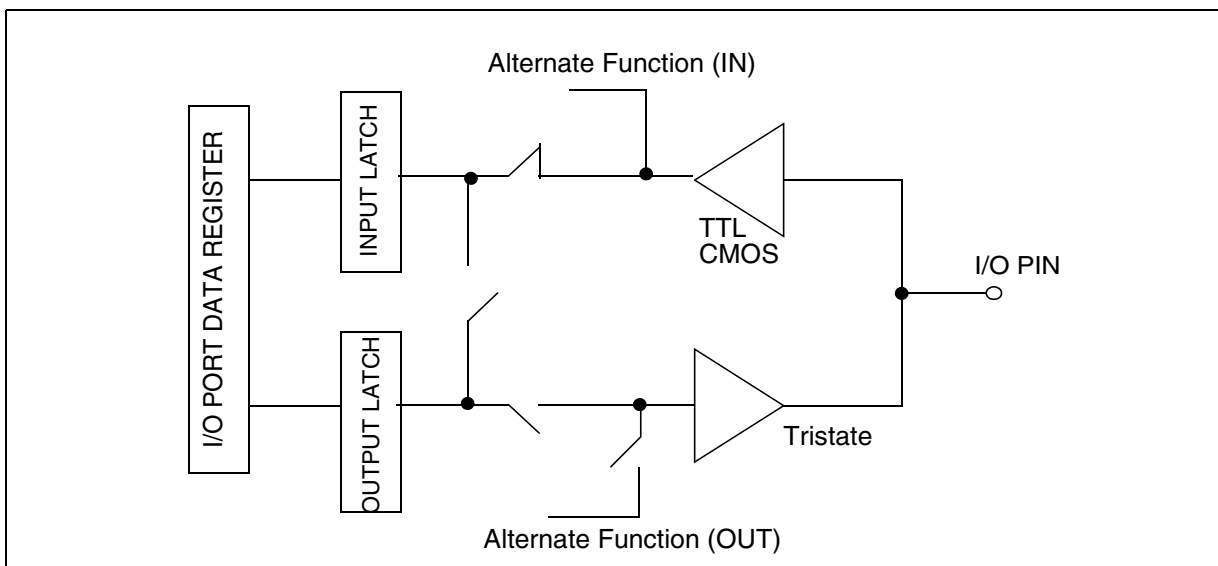 Alternate Function (IN)
I/O PORT DATA REGISTER
INPUT LATCH
TTL
CMOS
I/O PIN
OUTPUT LATCH
Tristate
Alternate Function (OUT)